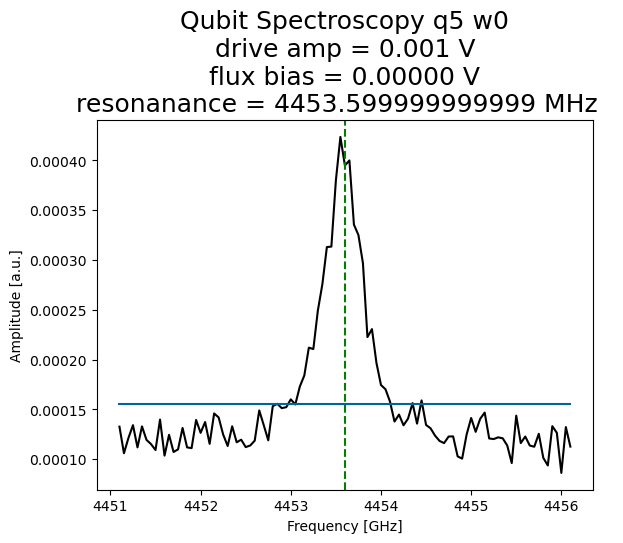 Qubit Spectroscopy q5 w0
drive amp = 0.001 V
flux bias = 0.00000 V
resonanance = 4453.599999999999 MHz
0.00040
0.00035
0.00030
0.00025
0.00020
0.00015
0.00010
Amplitude [a.u.]
4451 4452 4453 4454 4455 4456
Frequency [GHz]